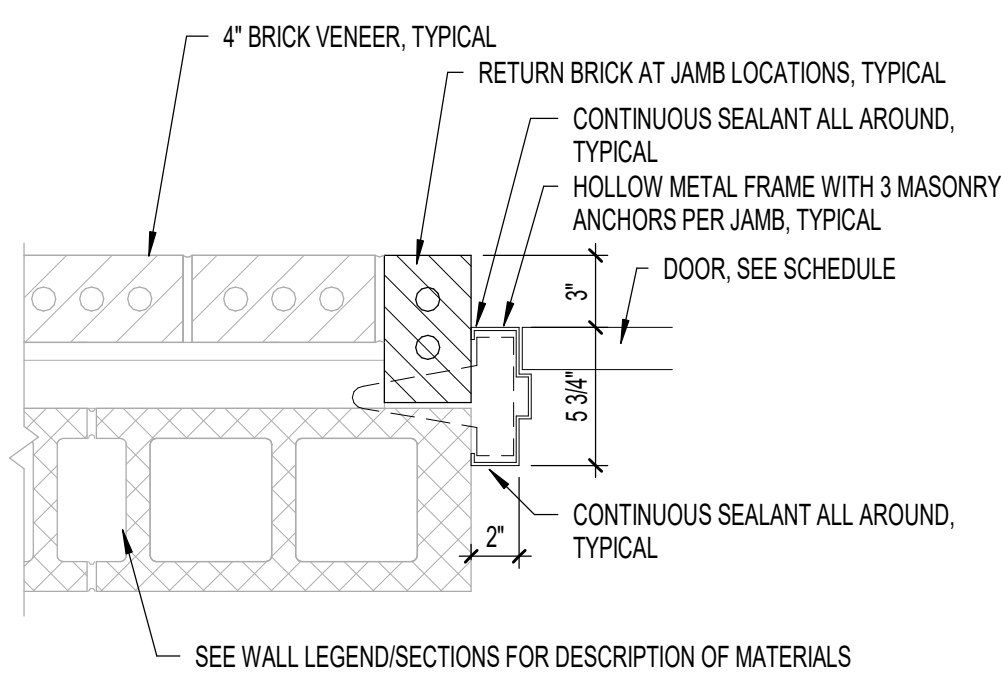 4" BRICK VENEER, TYPICAL
RETURN BRICK AT JAMB LOCATIONS, TYPICAL
CONTINUOUS SEALANT ALL AROUND,
TYPICAL
HOLLOW METAL FRAME WITH 3 MASONRY
ANCHORS PER JAMB, TYPICAL
DOOR, SEE SCHEDULE
3"
5 3/4"
2"
CONTINUOUS SEALANT ALL AROUND,
TYPICAL
SEE WALL LEGEND/SECTIONS FOR DESCRIPTION OF MATERIALS